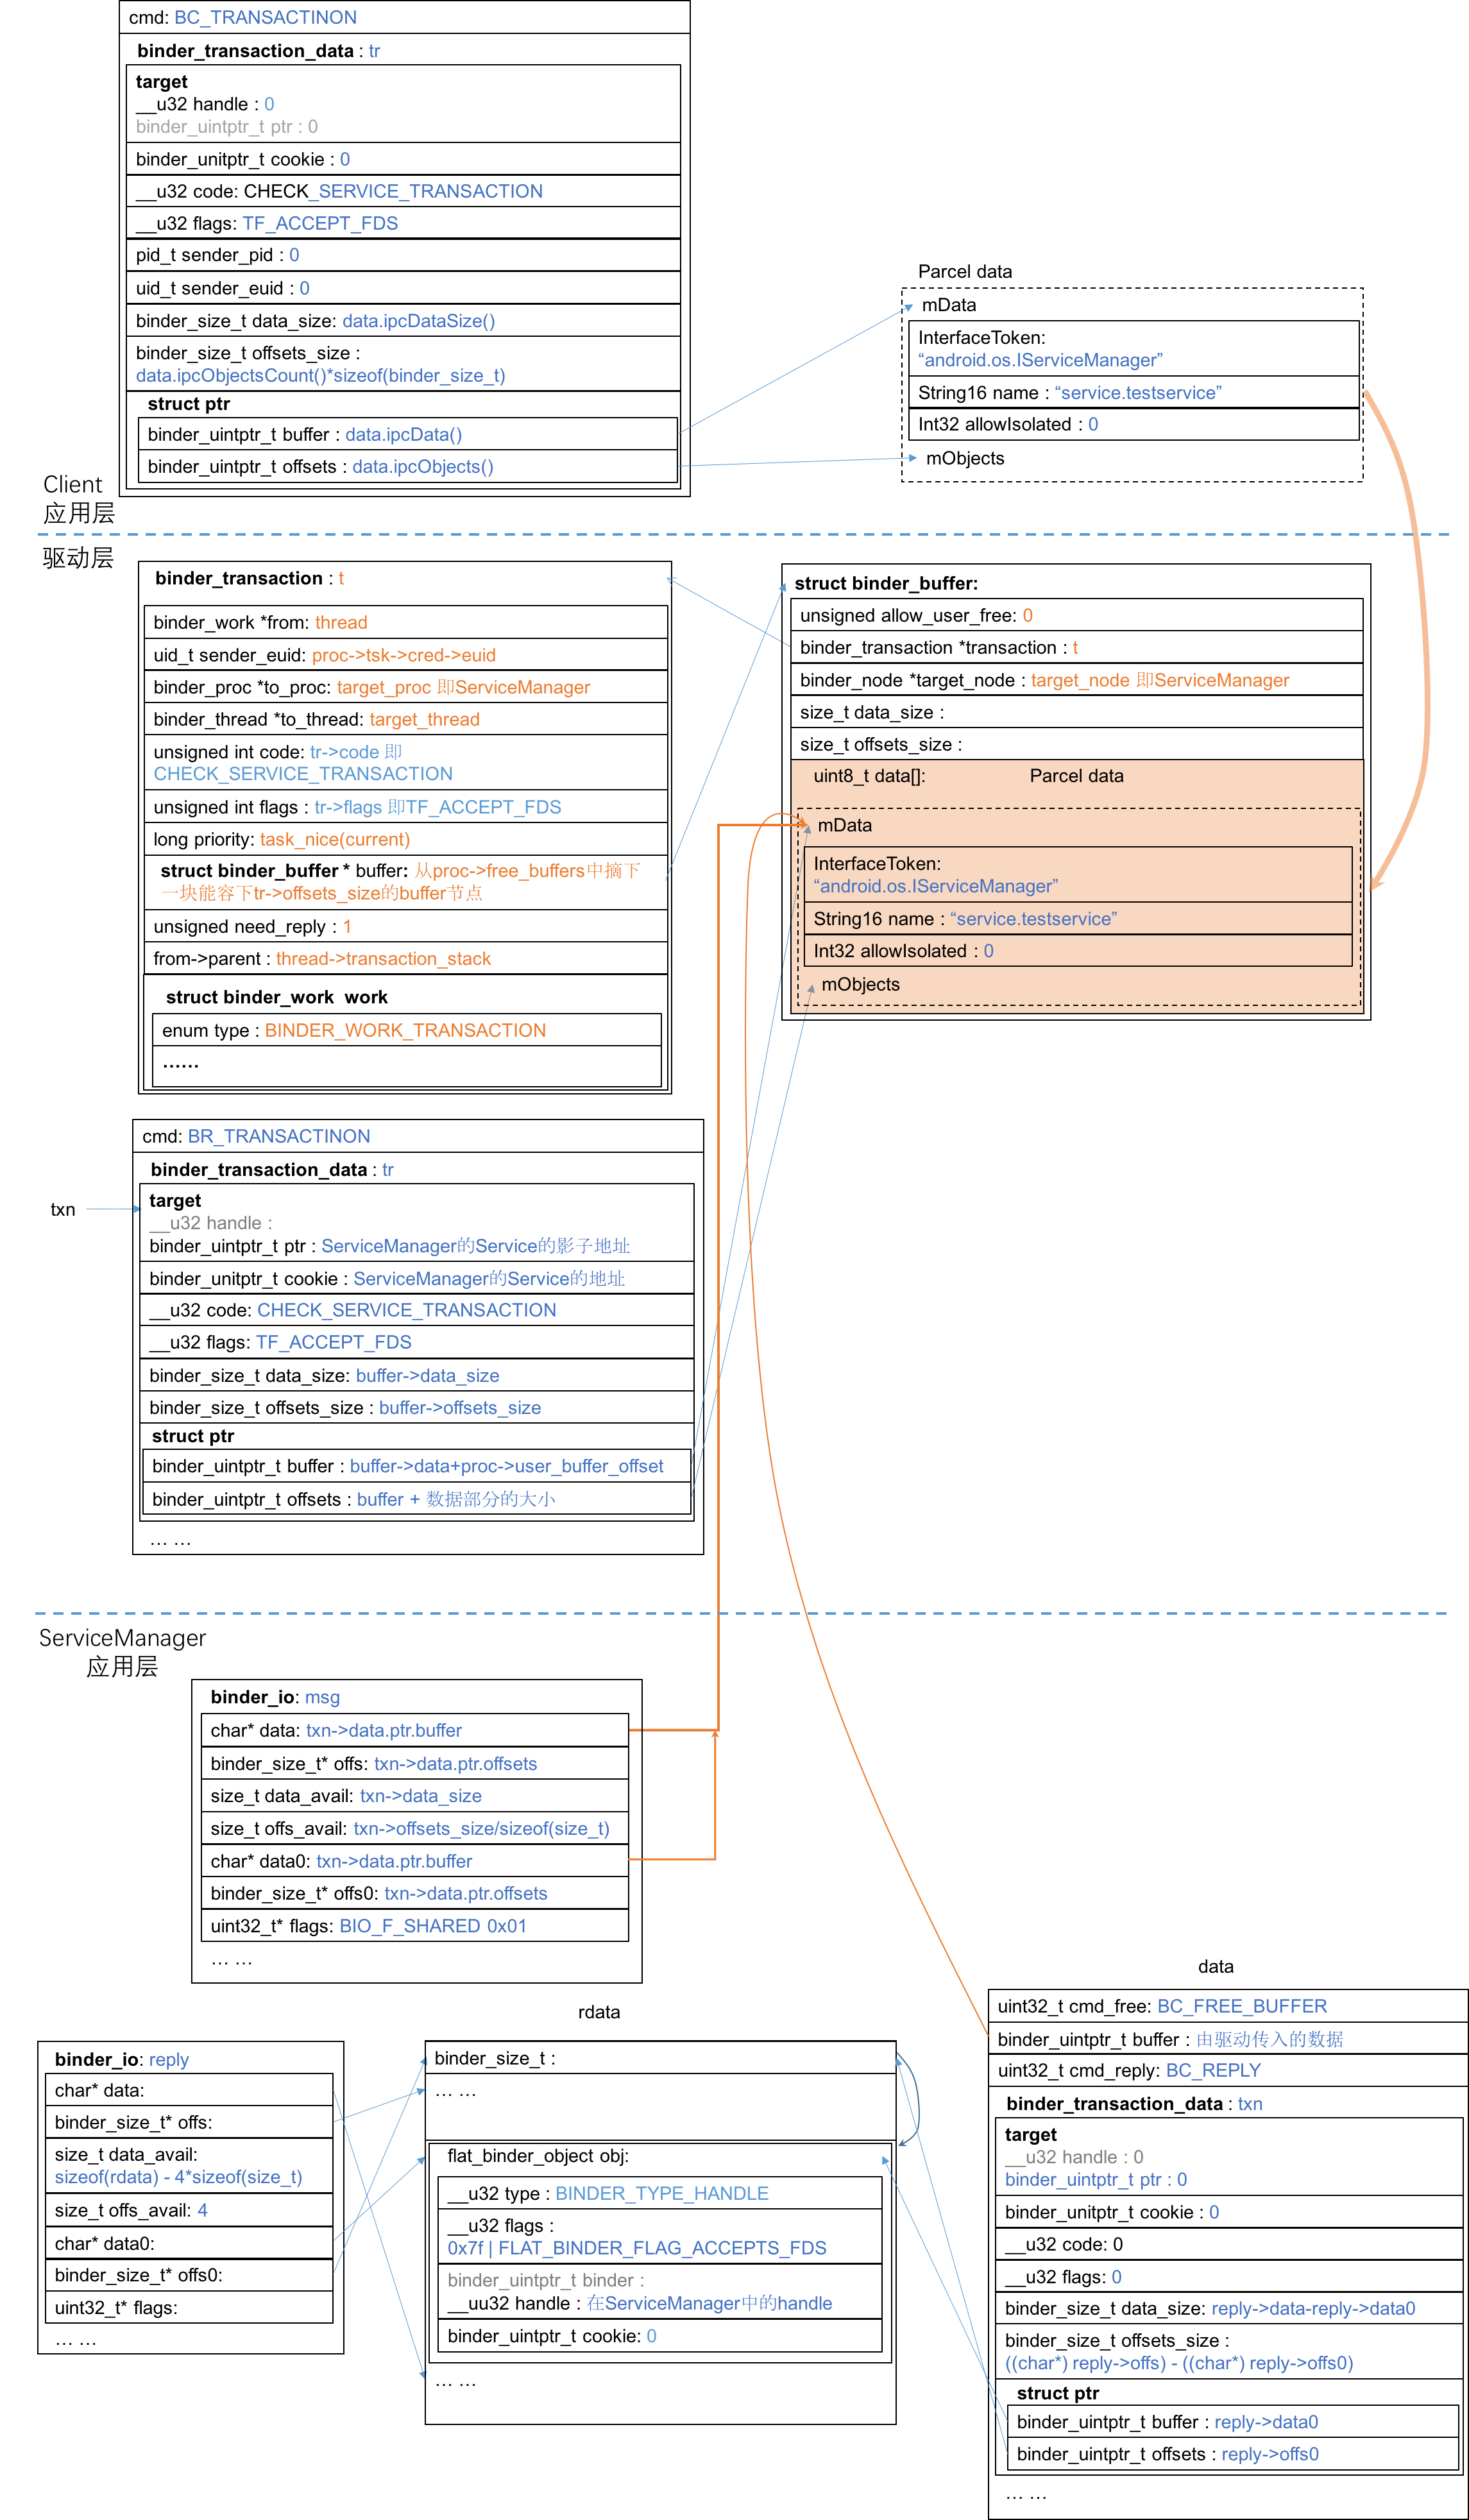 cmd: BC_TRANSACTINON
binder_transaction_data : tr
target
__u32 handle : 0
binder_uintptr_t ptr : 0
binder_unitptr_t cookie : 0
__u32 code: CHECK_SERVICE_TRANSACTION
__u32 flags: TF_ACCEPT_FDS
pid_t sender_pid : 0
uid_t sender_euid : 0
binder_size_t data_size: data.ipcDataSize()
binder_size_t offsets_size :
data.ipcObjectsCount()*sizeof(binder_size_t)
struct ptr
binder_uintptr_t buffer : data.ipcData()
binder_uintptr_t offsets : data.ipcObjects()
Parcel data
mData
InterfaceToken:
“android.os.IServiceManager”
String16 name : “service.testservice”
Int32 allowIsolated : 0
mObjects
Client
应用层
驱动层
binder_transaction : t
binder_work *from: thread
uid_t sender_euid: proc->tsk->cred->euid
binder_proc *to_proc: target_proc 即ServiceManager
binder_thread *to_thread: target_thread
unsigned int code: tr->code 即
CHECK_SERVICE_TRANSACTION
unsigned int flags : tr->flags 即TF_ACCEPT_FDS
long priority: task_nice(current)
struct binder_buffer * buffer: 从proc->free_buffers中摘下
一块能容下tr->offsets_size的buffer节点
unsigned need_reply : 1
from->parent : thread->transaction_stack
struct binder_work  work
enum type : BINDER_WORK_TRANSACTION
……
struct binder_buffer:
unsigned allow_user_free: 0
binder_transaction *transaction : t
binder_node *target_node : target_node 即ServiceManager
size_t data_size :
size_t offsets_size :
uint8_t data[]: Parcel data
mData
InterfaceToken:
“android.os.IServiceManager”
String16 name : “service.testservice”
Int32 allowIsolated : 0
mObjects
cmd: BR_TRANSACTINON
binder_transaction_data : tr
txn
target
__u32 handle :
binder_uintptr_t ptr : ServiceManager的Service的影子地址
binder_unitptr_t cookie : ServiceManager的Service的地址
__u32 code: CHECK_SERVICE_TRANSACTION
__u32 flags: TF_ACCEPT_FDS
binder_size_t data_size: buffer->data_size
binder_size_t offsets_size : buffer->offsets_size
struct ptr
binder_uintptr_t buffer : buffer->data+proc->user_buffer_offset
binder_uintptr_t offsets : buffer + 数据部分的大小
… …
ServiceManager
应用层
binder_io: msg
char* data: txn->data.ptr.buffer
binder_size_t* offs: txn->data.ptr.offsets
size_t data_avail: txn->data_size
size_t offs_avail: txn->offsets_size/sizeof(size_t)
char* data0: txn->data.ptr.buffer
binder_size_t* offs0: txn->data.ptr.offsets
uint32_t* flags: BIO_F_SHARED 0x01
… …
binder_io: reply
char* data:
binder_size_t* offs:
size_t data_avail:
sizeof(rdata) - 4*sizeof(size_t)
size_t offs_avail: 4
char* data0:
binder_size_t* offs0:
uint32_t* flags:
… …
rdata
binder_size_t :
… …
flat_binder_object obj:
__u32 type : BINDER_TYPE_HANDLE
__u32 flags :
0x7f | FLAT_BINDER_FLAG_ACCEPTS_FDS
binder_uintptr_t binder :
__uu32 handle : 在ServiceManager中的handle
binder_uintptr_t cookie: 0
… …
data
uint32_t cmd_free: BC_FREE_BUFFER
binder_uintptr_t buffer : 由驱动传入的数据
uint32_t cmd_reply: BC_REPLY
binder_transaction_data : txn
target
__u32 handle : 0
binder_uintptr_t ptr : 0
binder_unitptr_t cookie : 0
__u32 code: 0
__u32 flags: 0
binder_size_t data_size: reply->data-reply->data0
binder_size_t offsets_size :
((char*) reply->offs) - ((char*) reply->offs0)
struct ptr
binder_uintptr_t buffer : reply->data0
binder_uintptr_t offsets : reply->offs0
… …